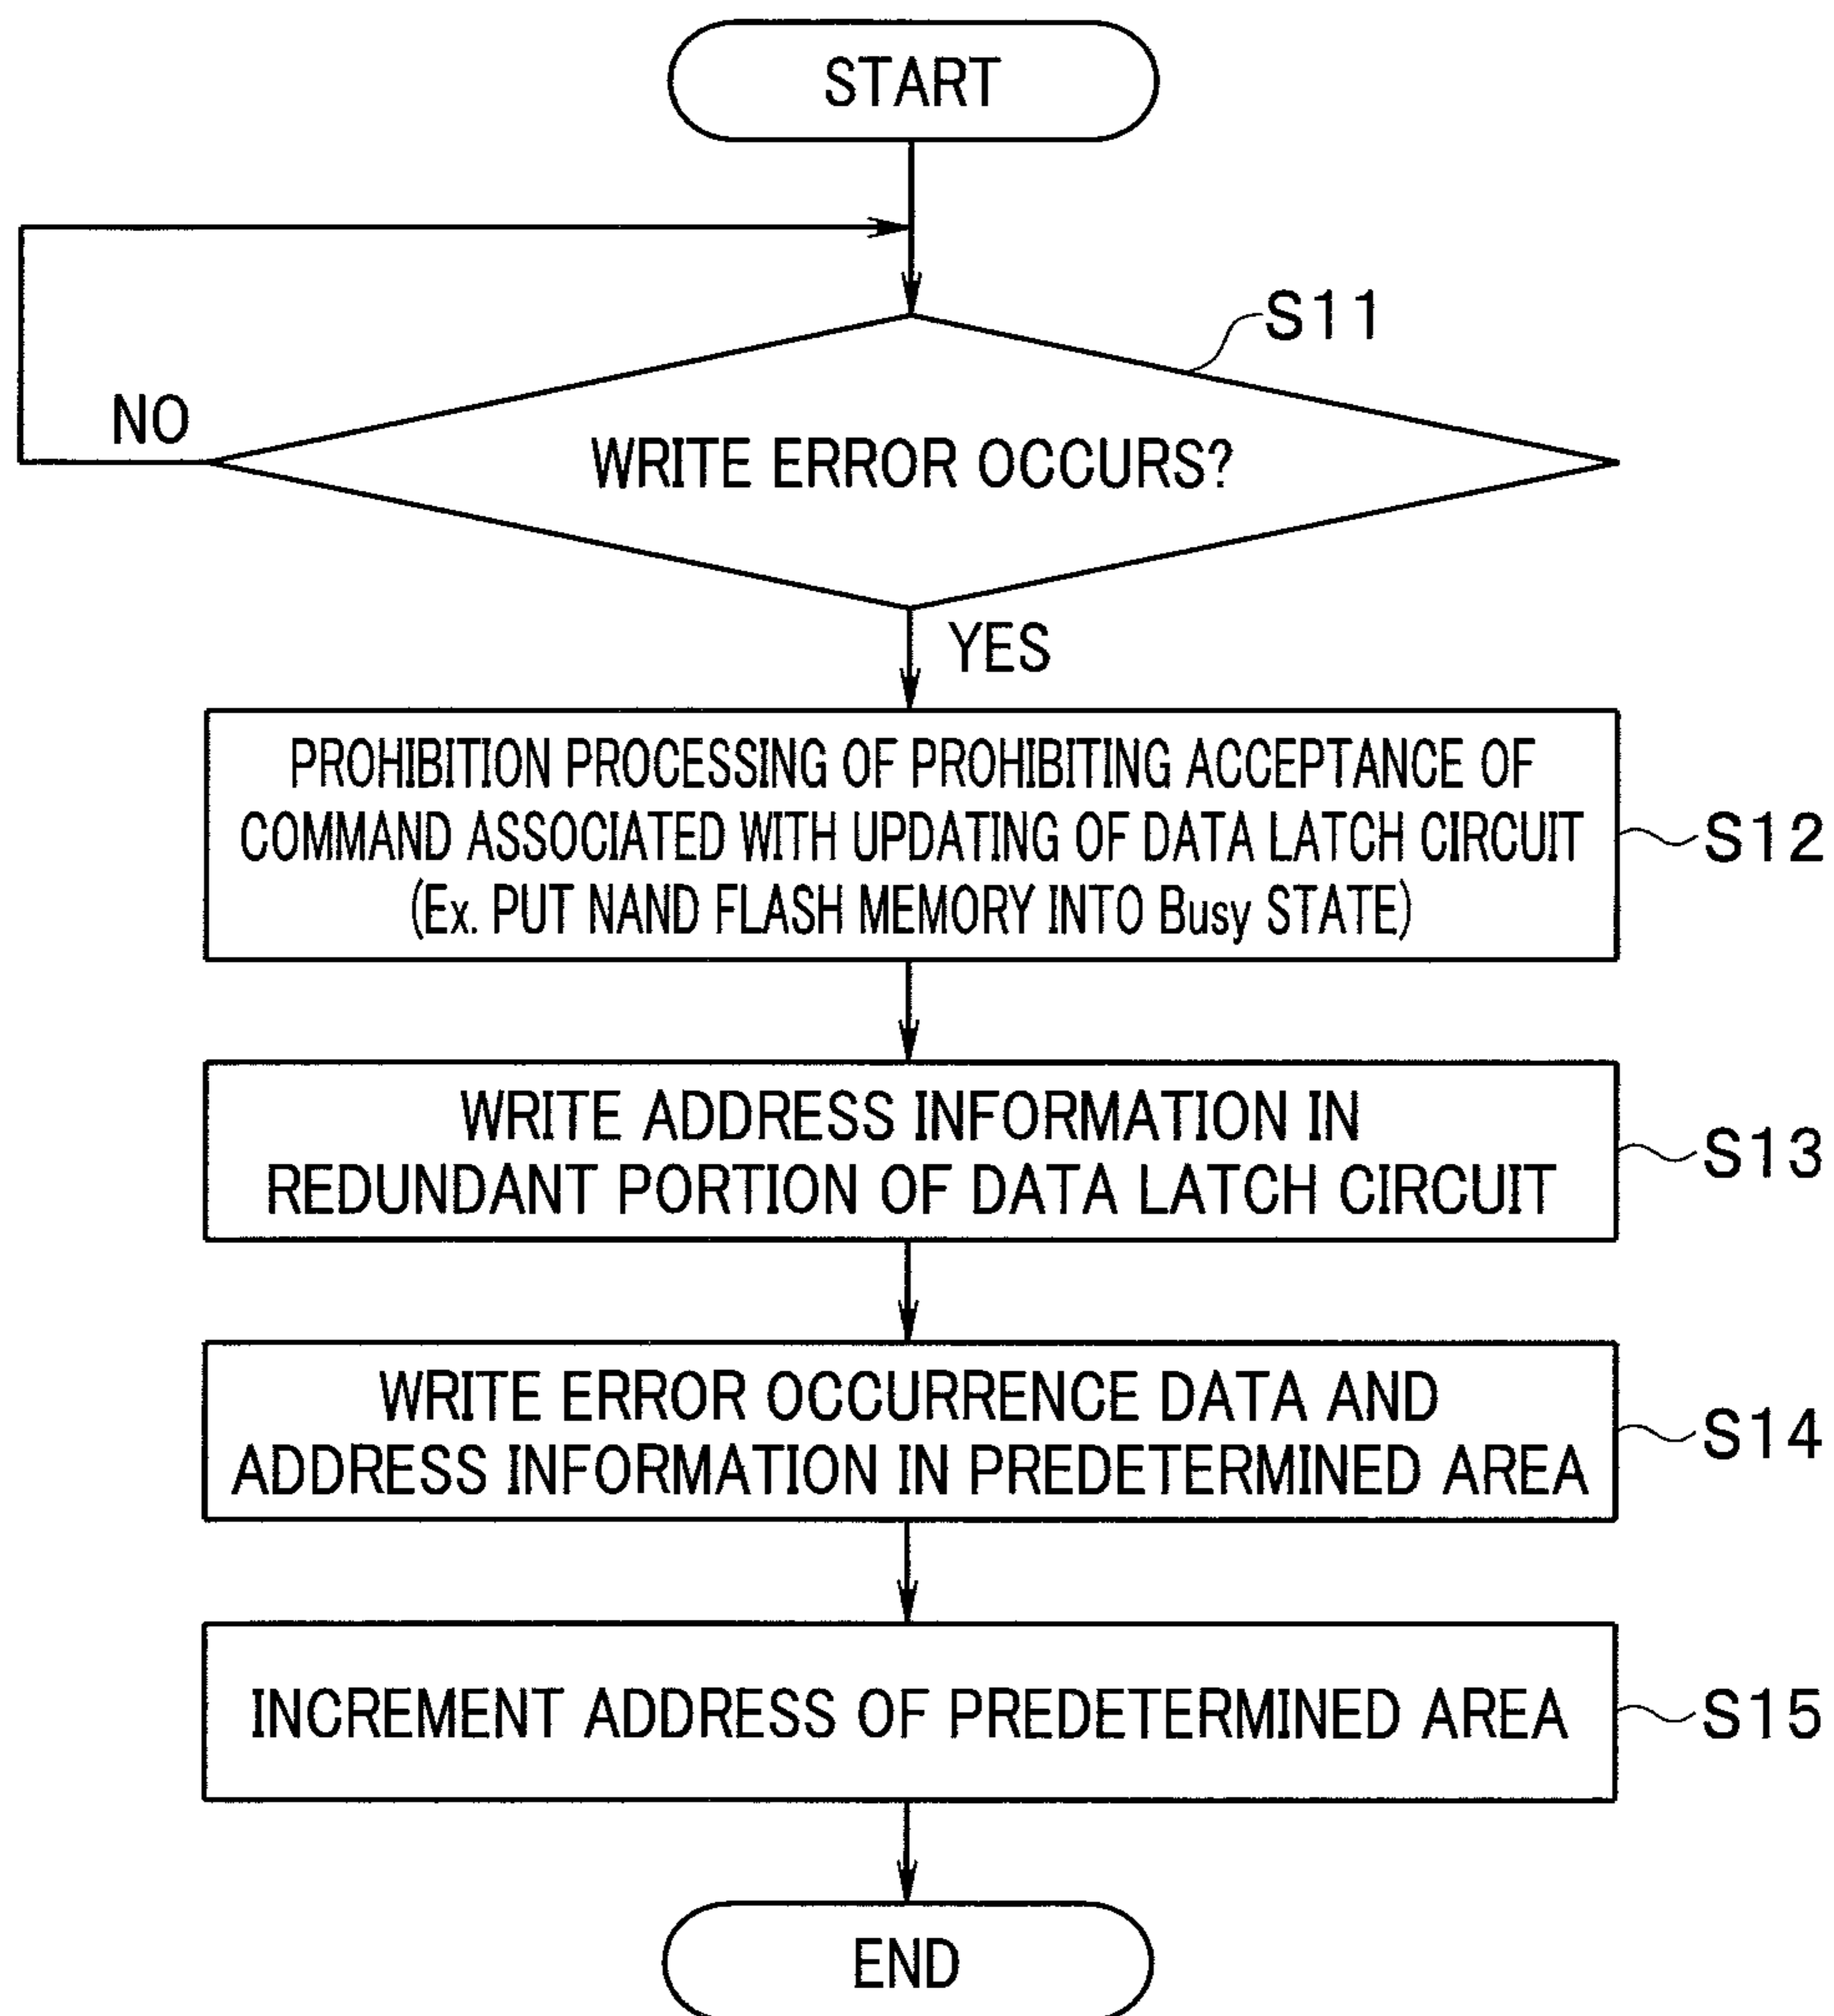 START
S11
NO
WRITE ERROR OCCURS?
YES
PROHIBITION PROCESSING OF PROHIBITING ACCEPTANCE OF
COMMAND ASSOCIATED WITH UPDATING OF DATA LATCH CIRCUIT
(Ex. PUT NAND FLASH MEMORY INTO Busy STATE)
S12
WRITE ADDRESS INFORMATION IN
REDUNDANT PORTION OF DATA LATCH CIRCUIT
S13
WRITE ERROR OCCURRENCE DATA AND
ADDRESS INFORMATION IN PREDETERMINED AREA
S14
INCREMENT ADDRESS OF PREDETERMINED AREA
S15
END